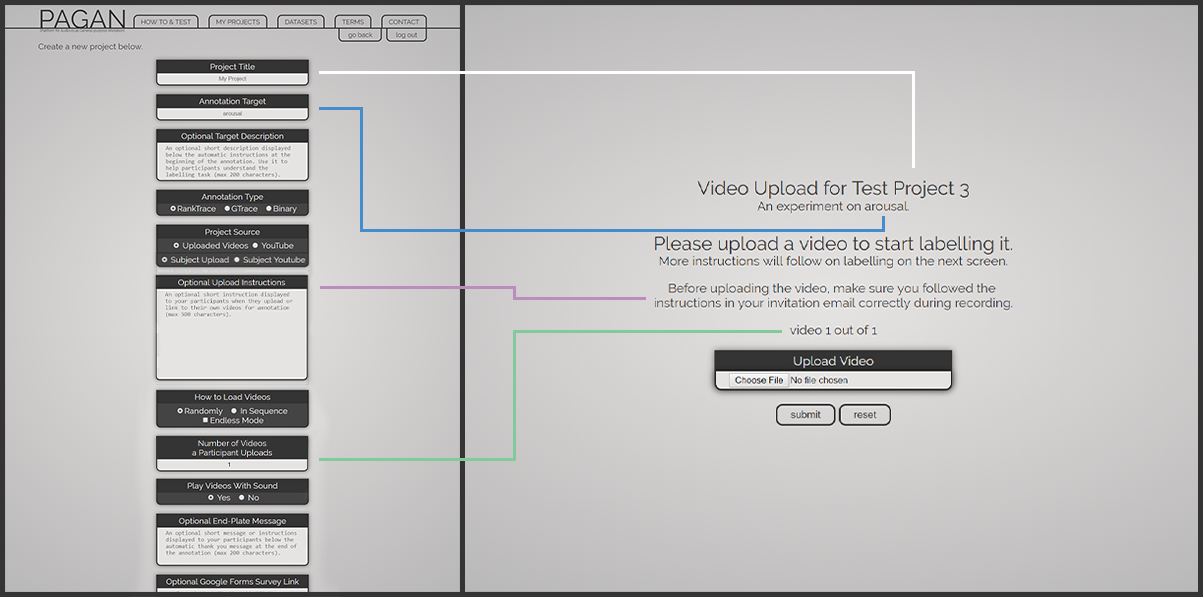 PAGAN
HOW TO & TEST
MY PROJECTS
DATASETS
TERMS
CONTACT
go back
log out
Create a new project below.
Project Title
My Project
Annotation Target
arousal
Optional Target Description
An optional short description displayed
below the automatic instructions at the
beginning of the annotation. Use it to
help participants understand the
labelling task (max 200 characters).
Annotation Type
RankTrace GTrace Binary
Project Source
Uploaded Videos YouTube
Subject Upload Subject Youtube
Optional Upload Instructions
An optional short instruction displayed
to your participants when they upload or
link to their own videos for annotation
(max 500 characters).
How to Load Videos
Randomly In Sequence
Endless Mode
Number of Videos
a Participant Uploads
1
Play Videos With Sound
Yes No
Optional End-Plate Message
An optional short message or instructions
displayed to your participants below the
automatic thank you message at the end of
the annotation (max 200 characters).
Optional Google Forms Survey Link
Video Upload for Test Project 3
An experiment on arousal.
Please upload a video to start labelling it.
More instructions will follow on labelling on the next screen.
Before uploading the video, make sure you followed the
instructions in your invitation email correctly during recording.
video 1 out of 1
Upload Video
Choose File No file chosen
submit reset